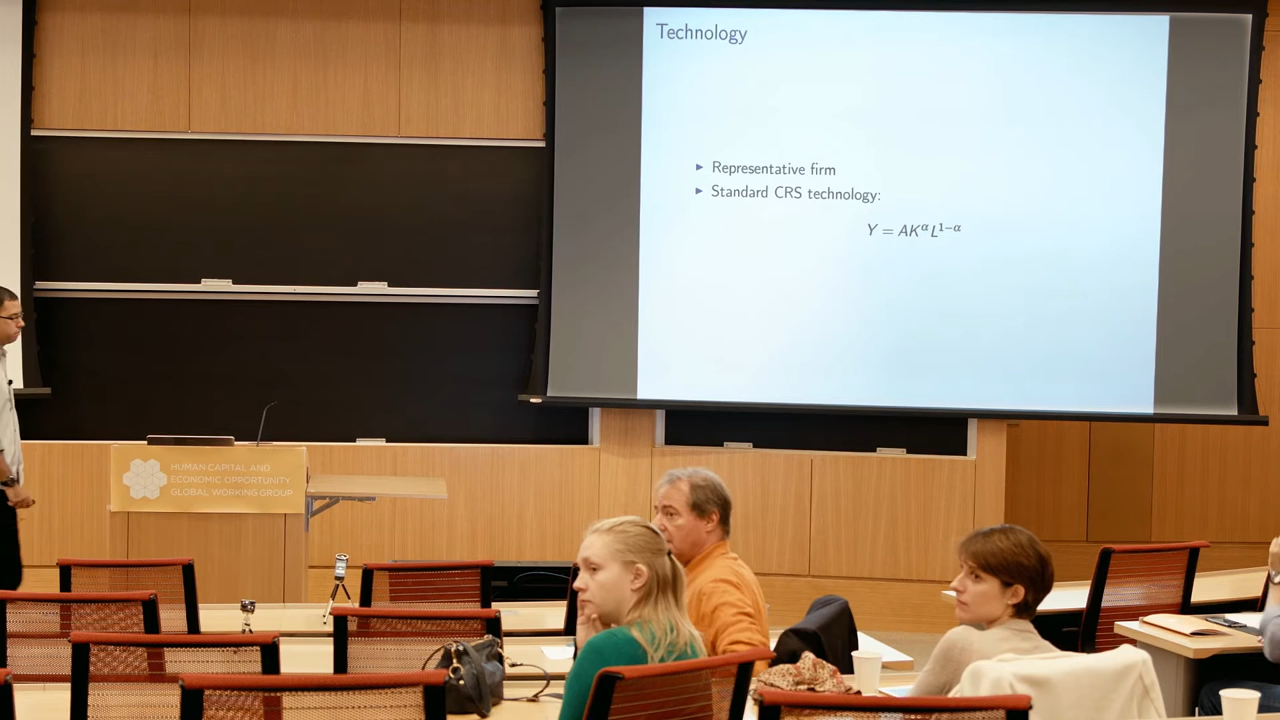 Technology
► Representative firm
► Standard CRS technology:
Y = AK^α L^{1−α}
HUMAN CAPITAL AND
ECONOMIC OPPORTUNITY
GLOBAL WORKING GROUP